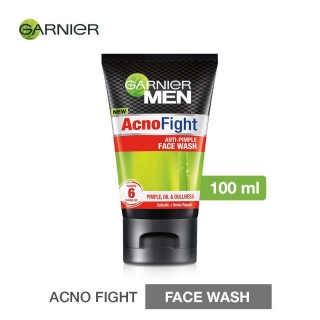 GARNIER
GARNIER
MEN
NEW
AcnoFight
ANTI-PIMPLE
FACE WASH
100 ml
6
PIMPLE, OIL & DULLNESS
ACNO FIGHT
FACE WASH